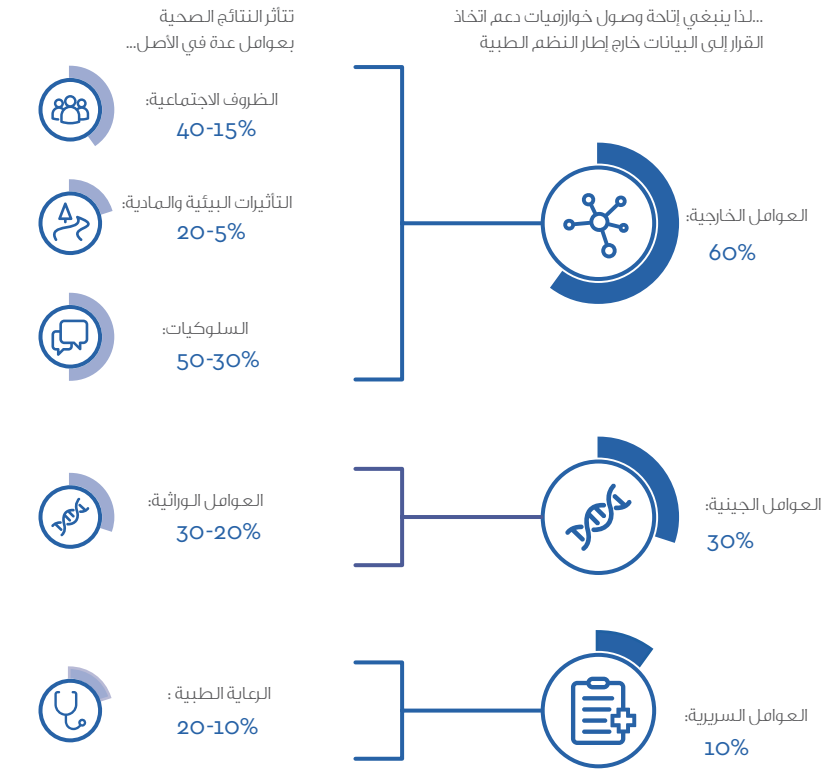 تتأثر النتائج الصحية
بعوامل عدة في الأصل...
...لذا ينبغي إتاحة وصول خوارزميات دعم اتخاذ
القرار إلى البيانات خارج إطار النظم الطبية
الظروف الاجتماعية:
40-15%
التأثيرات البيئية والمادية:
20-5%
السلوكيات:
50-30%
العوامل الخارجية:
60%
العوامل الوراثية:
30-20%
العوامل الجينية:
30%
الرعاية الطبية :
20-10%
العوامل السريرية:
10%